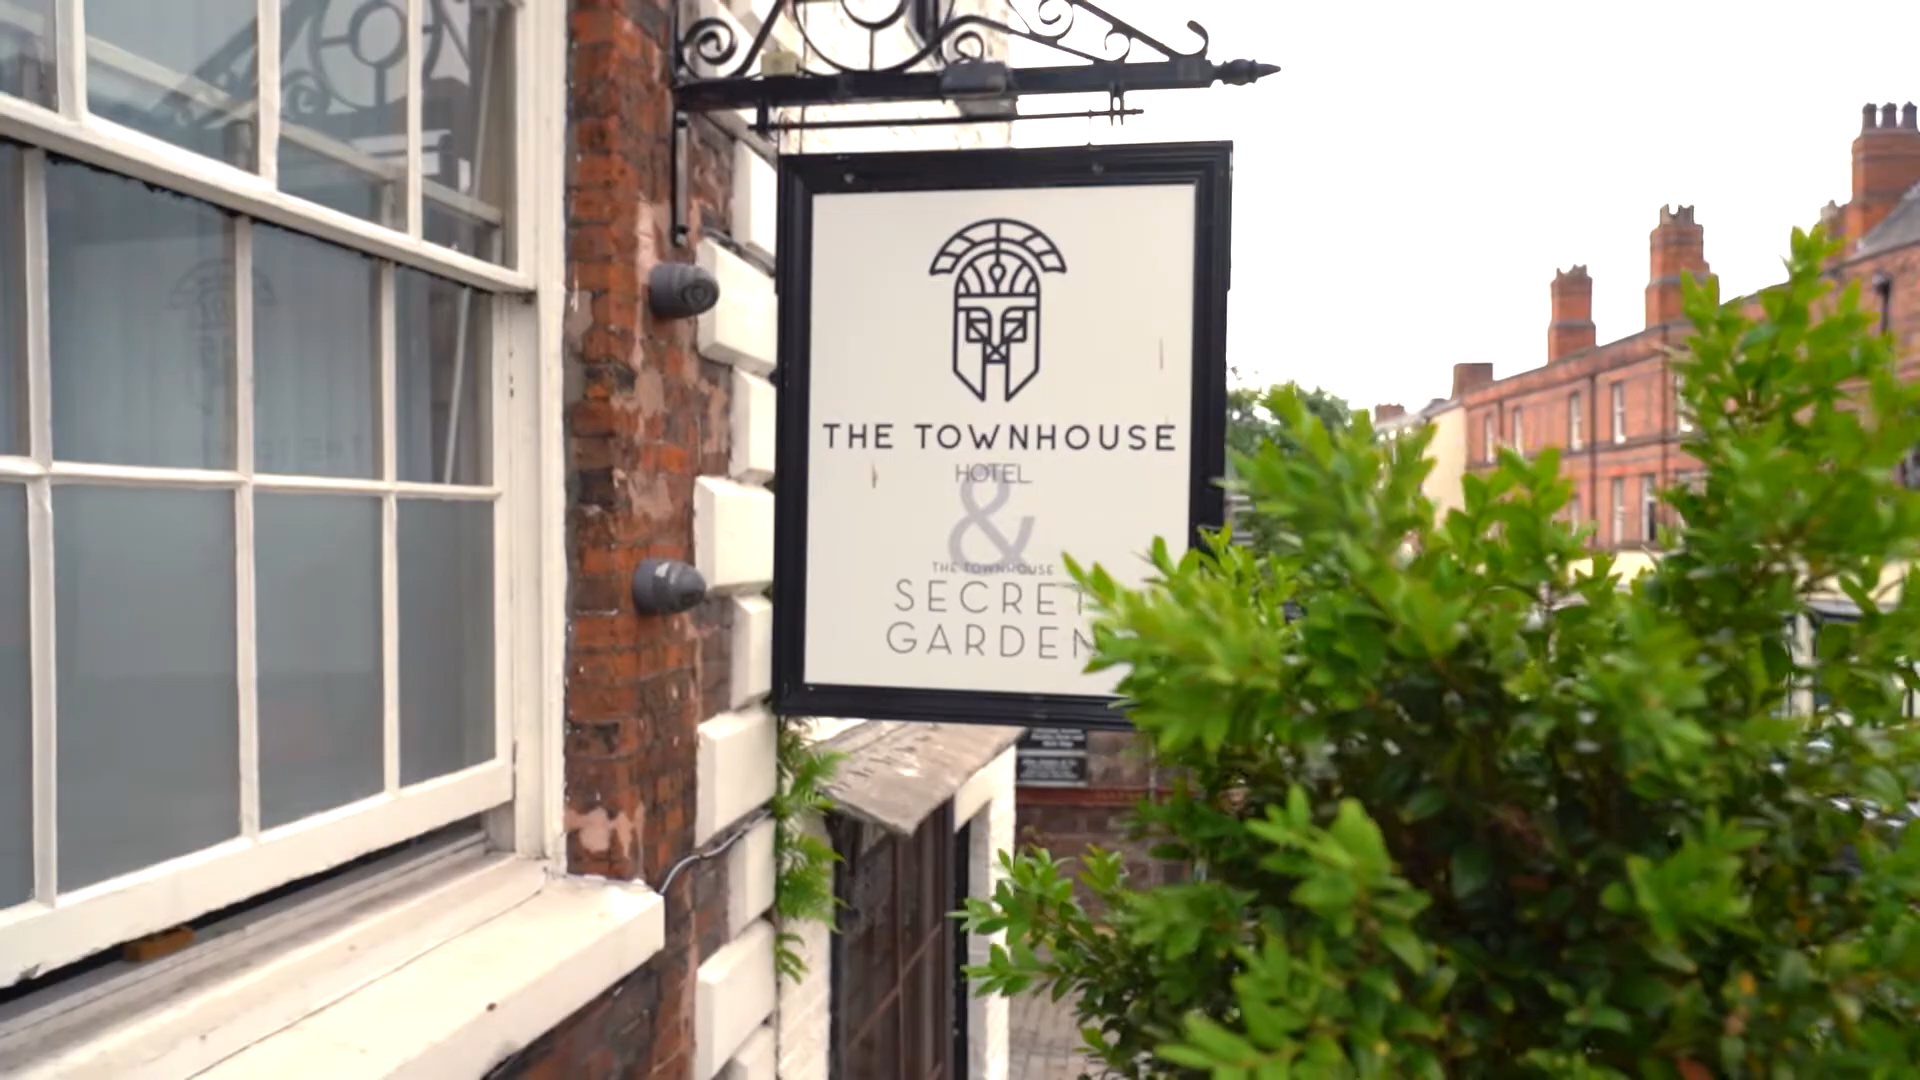 THE TOWNHOUSE
HOTEL
&
THE TOWNHOUSE
SECRET
GARDEN